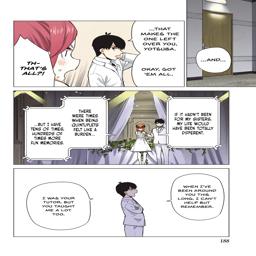 ...AND...
...THAT
MAKES THE
ONE LEFT
OVER YOU,
YOTSUBA.
OKAY, GOT
'EM ALL.
TH-
THAT'S
ALL?!
IF IT HADN'T BEEN
FOR MY SISTERS,
MY LIFE WOULD
HAVE BEEN
TOTALLY
DIFFERENT.
THERE
WERE TIMES
WHEN BEING
QUINTUPLETS
FELT LIKE A
BURDEN...
...BUT I HAVE
TENS OF TIMES,
HUNDREDS
OF TIMES
MORE FUN
MEMORIES.
WHEN I'VE
BEEN AROUND
YOU THIS
LONG, I CAN'T
HELP BUT
REMEMBER.
I WAS YOUR
TUTOR, BUT
YOU TAUGHT
ME A LOT
TOO.
188